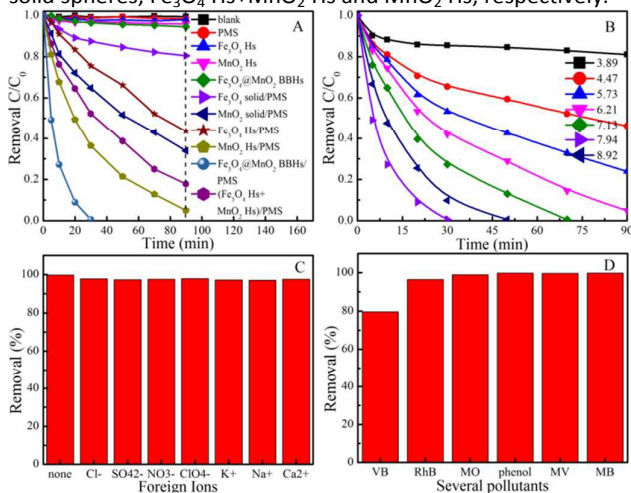 solid spheres, Fe3O4 Hs+MnO2 Hs and MnO2 Hs, respectively.
A
blank
PMS
Fe3O4 Hs
MnO2 Hs
Fe3O4@MnO2 BBHs
Fe3O4 solid/PMS
MnO2 solid/PMS
Fe3O4 Hs/PMS
MnO2 Hs/PMS
Fe3O4@MnO2 BBHs/
PMS
(Fe3O4 Hs+
MnO2 Hs)/PMS
Removal C/C0
1.0
0.8
0.6
0.4
0.2
0.0
0 40 80 120 160
Time (min)
B
3.89
4.47
5.73
6.21
7.13
7.94
8.92
Removal C/C0
1.0
0.8
0.6
0.4
0.2
0.0
0 15 30 45 60 75 90
Time (min)
C
Removal (%)
100
80
60
40
20
0
none Cl- SO42- NO3- ClO4- K+ Na+ Ca2+
Foreign Ions
D
Removal (%)
100
80
60
40
20
0
VB RhB MO phenol MV MB
Several pollutants